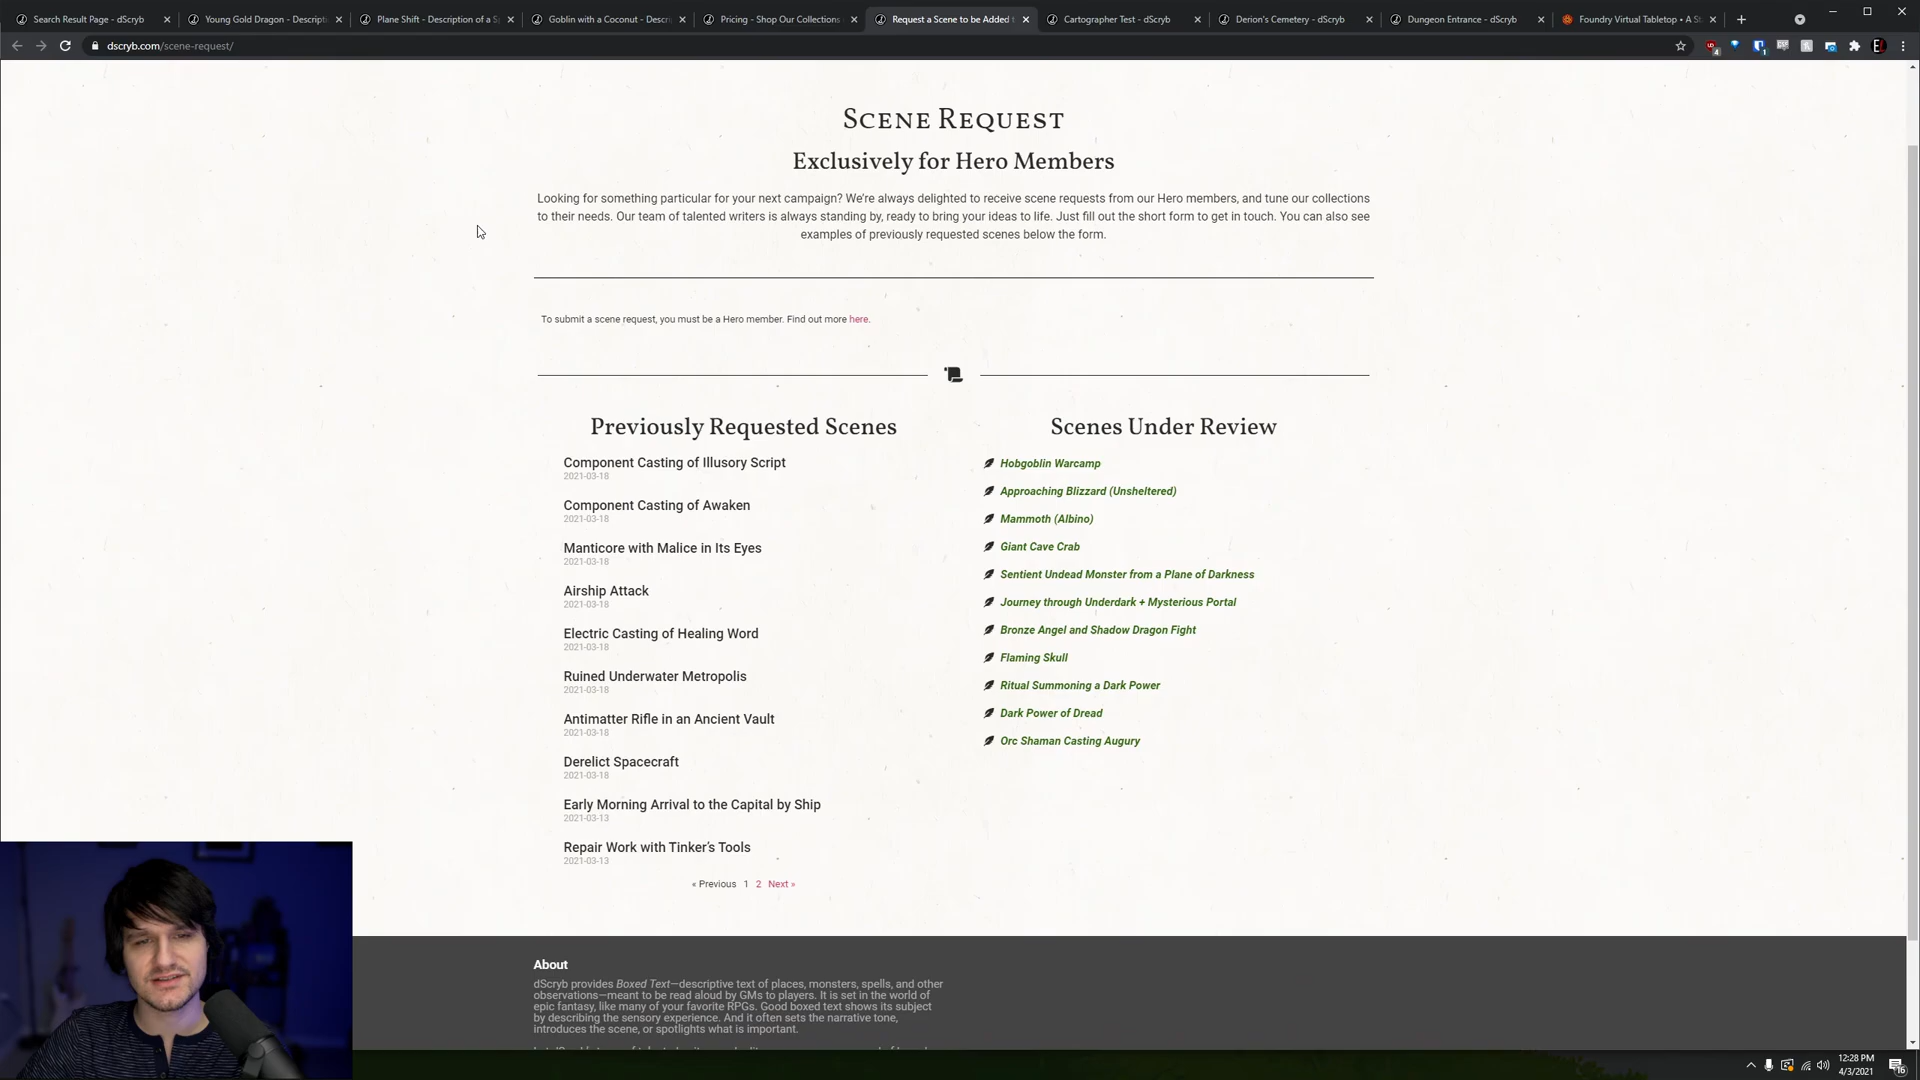 Search Result Page - dScryb
Young Gold Dragon - Descripti
Plane Shift - Description of a S
Goblin with a Coconut - Descri
Pricing - Shop Our Collections
Request a Scene to be Added
Cartographer Test - dScryb
Derion's Cemetery - dScryb
Dungeon Entrance - dScryb
Foundry Virtual Tabletop • A St
dscryb.com/scene-request/
Scene Request
Exclusively for Hero Members
Looking for something particular for your next campaign? We're always delighted to receive scene requests from our Hero members, and tune our collections
to their needs. Our team of talented writers is always standing by, ready to bring your ideas to life. Just fill out the short form to get in touch. You can also see
examples of previously requested scenes below the form.
To submit a scene request, you must be a Hero member. Find out more here.
Previously Requested Scenes
Component Casting of Illusory Script
2021-03-18
Component Casting of Awaken
2021-03-18
Manticore with Malice in Its Eyes
2021-03-18
Airship Attack
2021-03-18
Electric Casting of Healing Word
2021-03-18
Ruined Underwater Metropolis
2021-03-18
Antimatter Rifle in an Ancient Vault
2021-03-18
Derelict Spacecraft
2021-03-18
Early Morning Arrival to the Capital by Ship
2021-03-13
Repair Work with Tinker's Tools
2021-03-13
« Previous 1 2 Next »
Scenes Under Review
Hobgoblin Warcamp
Approaching Blizzard (Unsheltered)
Mammoth (Albino)
Giant Cave Crab
Sentient Undead Monster from a Plane of Darkness
Journey through Underdark + Mysterious Portal
Bronze Angel and Shadow Dragon Fight
Flaming Skull
Ritual Summoning a Dark Power
Dark Power of Dread
Orc Shaman Casting Augury
About
dScryb provides Boxed Text—descriptive text of places, monsters, spells, and other
observations—meant to be read aloud by GMs to players. It is set in the world of
epic fantasy, like many of your favorite RPGs. Good boxed text shows its subject
by describing the sensory experience. And it often sets the narrative tone,
introduces the scene, or spotlights what is important.
12:28 PM
4/3/2021